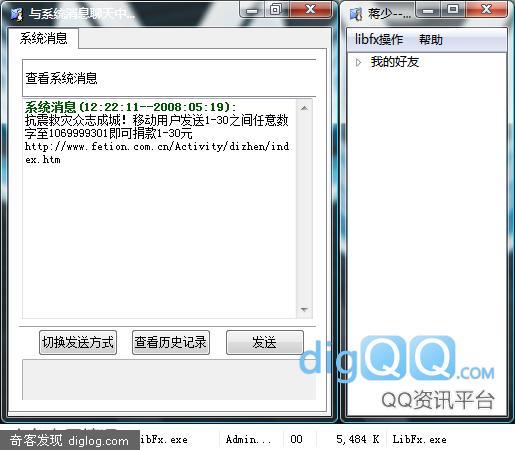 与系统消息聊天中...
系统消息
查看系统消息
系统消息(12:22:11--2008:05:19):
抗震救灾众志成城！移动用户发送1-30之间任意数
字至1069999301即可捐款1-30元
http://www.fetion.com.cn/Activity/dizhen/ind
ex.htm
切换发送方式
查看历史记录
发送
蒋少--...
libfx操作 帮助
我的好友
digQQ.COM
QQ资讯平台
奇客发现 diglog.com
ibFx.exe Admin... 00 5,484 K LibFx.exe